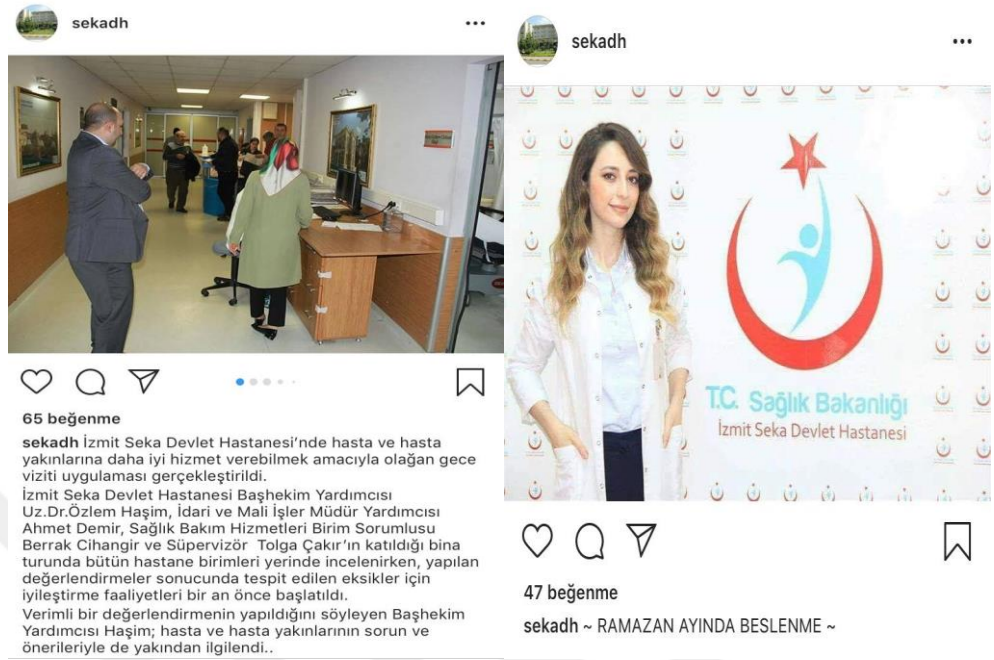 sekadh
65 beğenme
sekadh İzmit Seka Devlet Hastanesi'nde hasta ve hasta
yakınlarına daha iyi hizmet verebilmek amacıyla olağan gece
viziti uygulaması gerçekleştirildi.
İzmit Seka Devlet Hastanesi Başhekim Yardımcısı
Uz.Dr.Özlem Haşim, İdari ve Mali İşler Müdür Yardımcısı
Ahmet Demir, Sağlık Bakım Hizmetleri Birim Sorumlusu
Berrak Cihangir ve Süpervizör Tolga Çakır'ın katıldığı bina
turunda bütün hastane birimleri yerinde incelenirken, yapılan
değerlendirmeler sonucunda tespit edilen eksikler için
iyileştirme faaliyetleri bir an önce başlatıldı.
Verimli bir değerlendirmenin yapıldığını söyleyen Başhekim
Yardımcısı Haşim; hasta ve hasta yakınlarının sorun ve
önerileriyle de yakından ilgilendi..
sekadh
T.C. Sağlık Bakanlığı
İzmit Seka Devlet Hastanesi
47 beğenme
sekadh ~ RAMAZAN AYINDA BESLENME ~